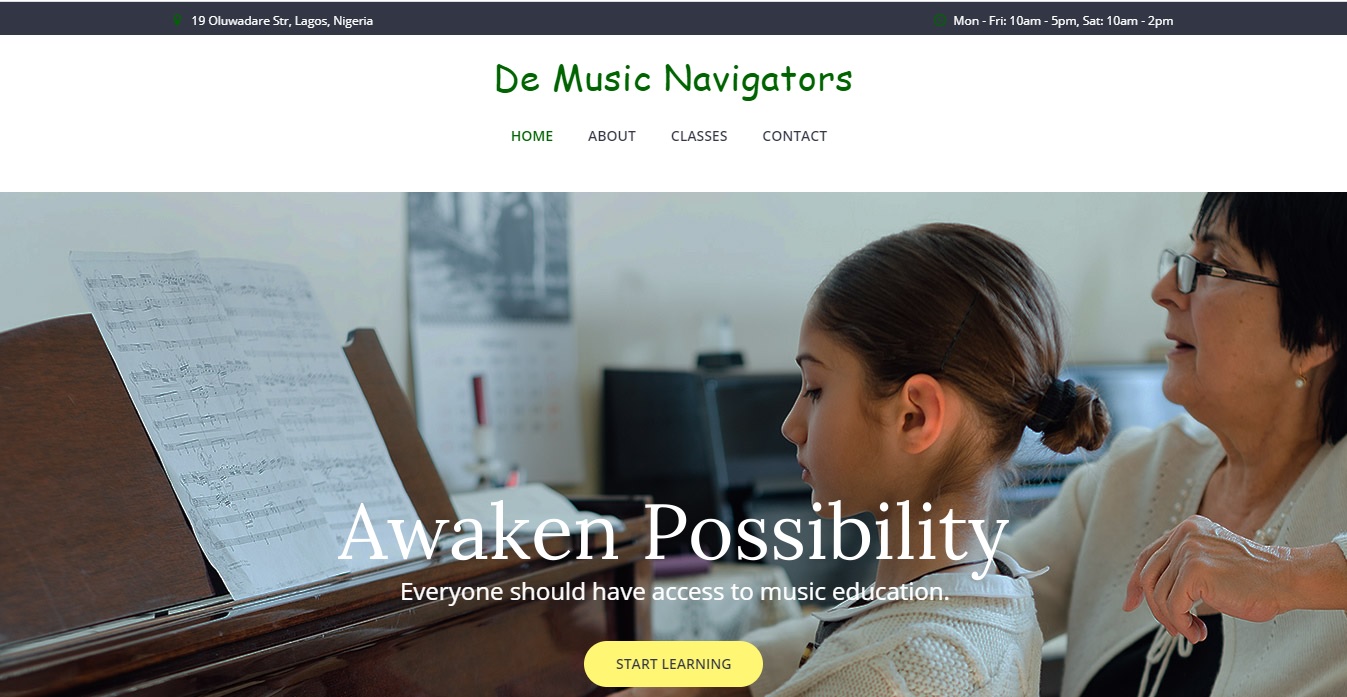 19 Oluwadare Str, Lagos, Nigeria
Mon - Fri: 10am - 5pm, Sat: 10am - 2pm
De Music Navigators
HOME ABOUT CLASSES CONTACT
Awaken Possibility
Everyone should have access to music education.
START LEARNING